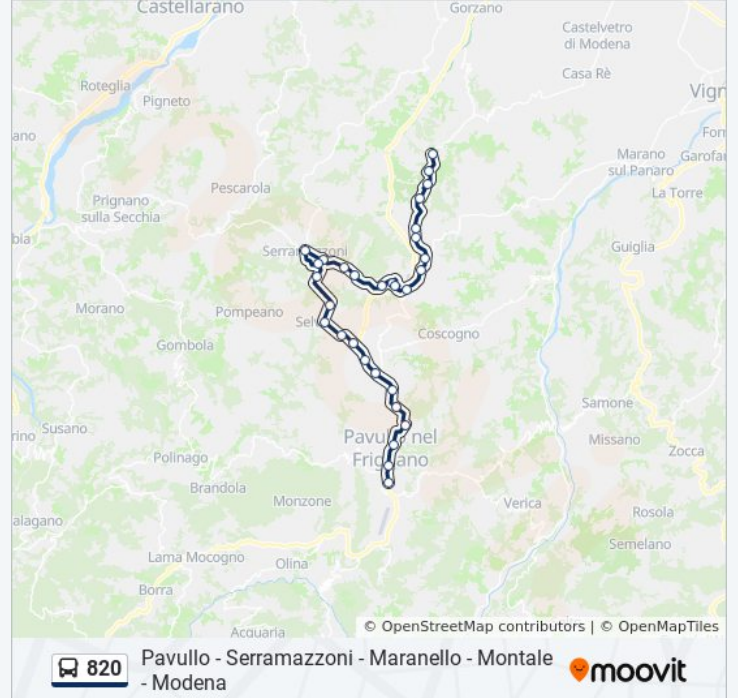 Castellarano
Gorzano
Castelvetro
di Modena
Casa Rè
Roteglia
Pigneto
Vign
ano
Forn
Marano
sul Panaro
Garofa
La Torre
Pescarola
Prignano
sulla Secchia
bia
Serramazzoni
Guiglia
Morano
Pompeano
Sel
Coscogno
Gombola
Samone
Susano
rino
Pavullo nel
Frignano
Missano
Zocca
Polinago
Brandola
Monzone
Verica
Rosola
alagano
Semelano
Lama Mocogno
Olina
Borra
Acquaria
© OpenStreetMap contributors | © OpenMapTiles
820
Pavullo - Serramazzoni - Maranello - Montale
- Modena
moovit